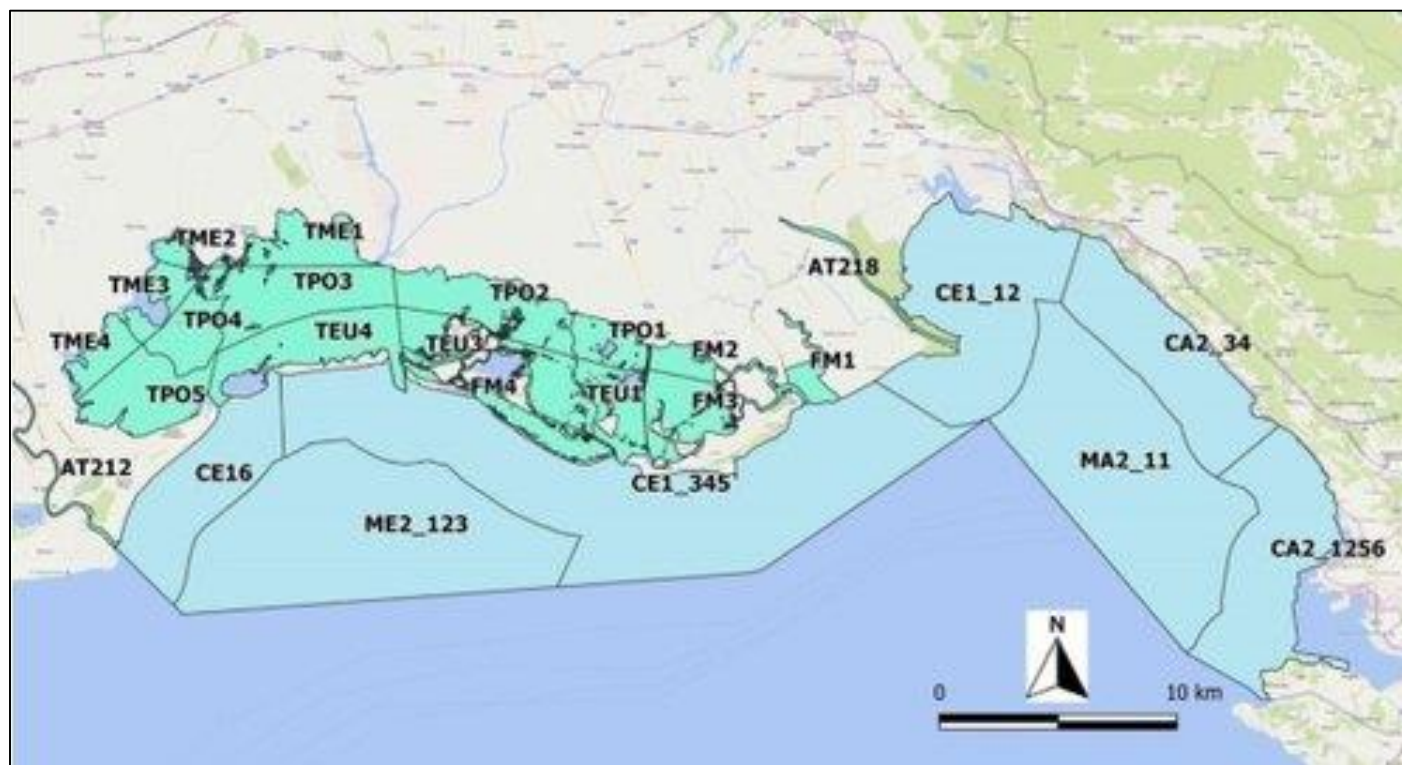 TME2
TME1
AT218
TME3
TPO3
TPO2
CE1_12
TPO4
TEU4
TPO1
TME4
TEU3
FM2
FM1
CA2_34
TPO5
FM4
TEU1
FM3
AT212
CE16
CE1_345
MA2_11
ME2_123
CA2_1256
N
0
10 km